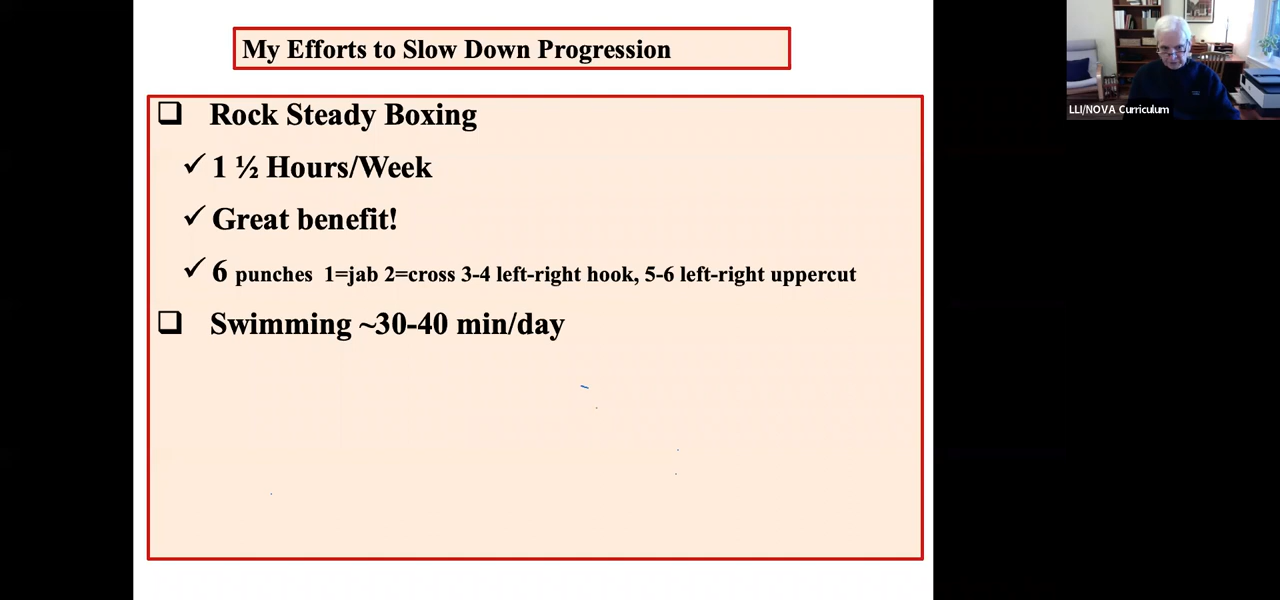 My Efforts to Slow Down Progression
❑ Rock Steady Boxing
✓ 1 ½ Hours/Week
✓ Great benefit!
✓ 6 punches 1=jab 2=cross 3-4 left-right hook, 5-6 left-right uppercut
❑ Swimming ~30-40 min/day
LLI/NOVA Curriculum